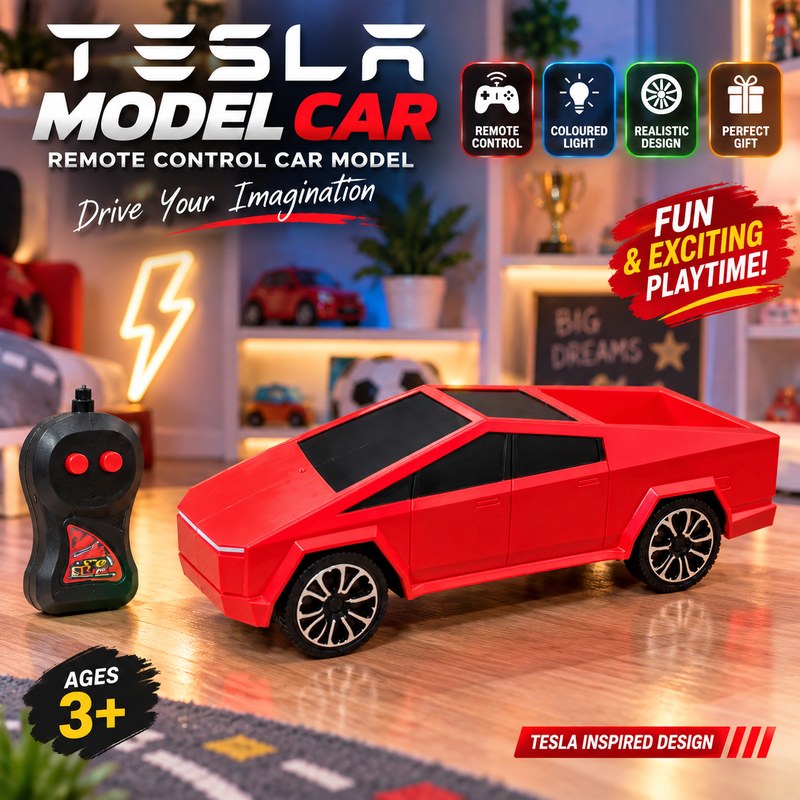 TESLA
MODEL CAR
REMOTE CONTROL CAR MODEL
Drive Your Imagination
REMOTE
CONTROL
COLOURED
LIGHT
REALISTIC
DESIGN
PERFECT
GIFT
FUN
& EXCITING
PLAYTIME!
BIG
DREAMS
AGES
3+
TESLA INSPIRED DESIGN